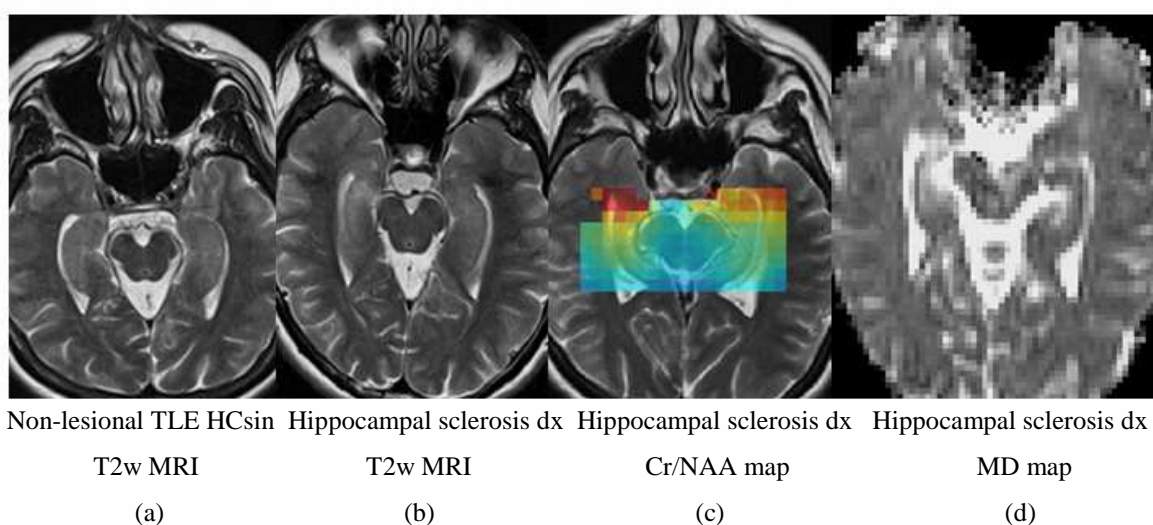 Non-lesional TLE HCsin Hippocampal sclerosis dx Hippocampal sclerosis dx Hippocampal sclerosis dx
T2w MRI T2w MRI Cr/NAA map MD map
(a) (b) (c) (d)